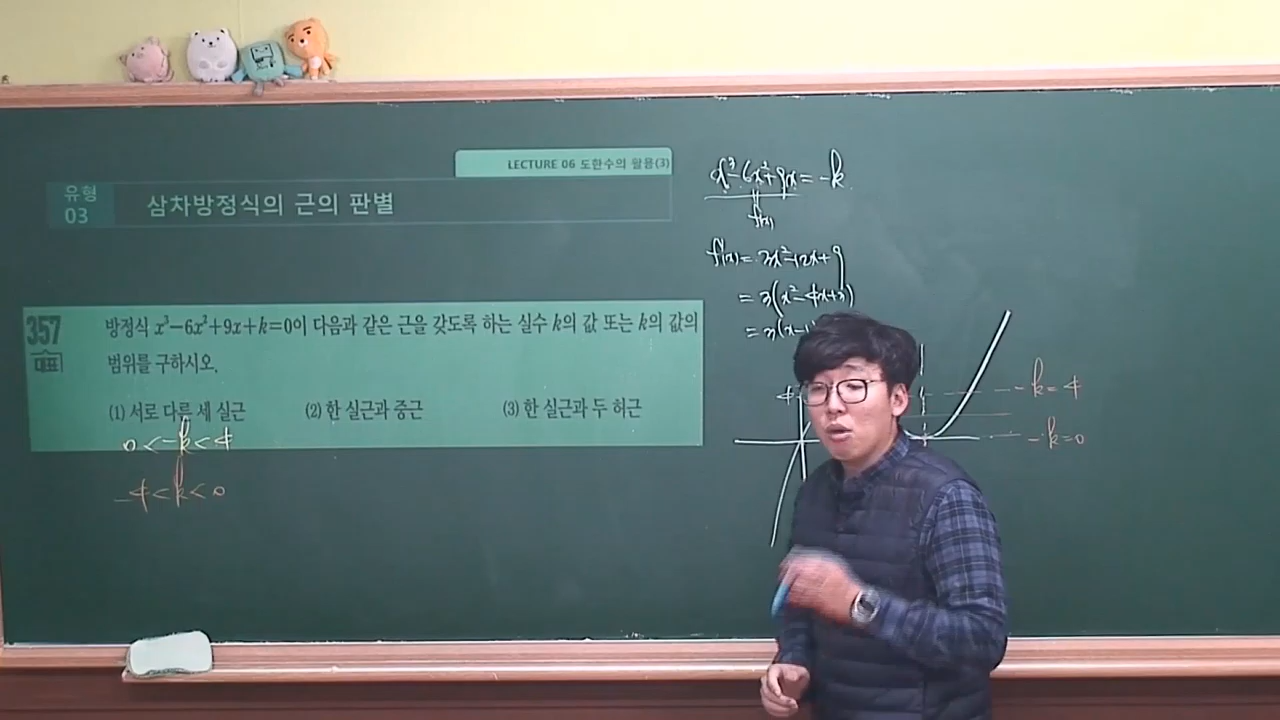 LECTURE 06 도함수의 활용(3)
유형 03
삼차방정식의 근의 판별
357
대표
방정식 x³−6x²+9x+k=0이 다음과 같은 근을 갖도록 하는 실수 k의 값 또는 k의 값의
범위를 구하시오.
(1) 서로 다른 세 실근 (2) 한 실근과 중근 (3) 한 실근과 두 허근
0<-k<4
-4<k<0
x³-6x²+9x=-k
f(x)
f'(x)=3x²-12x+9
=3(x²-4x+3)
=3(x-1
4
-k=4
-k=0